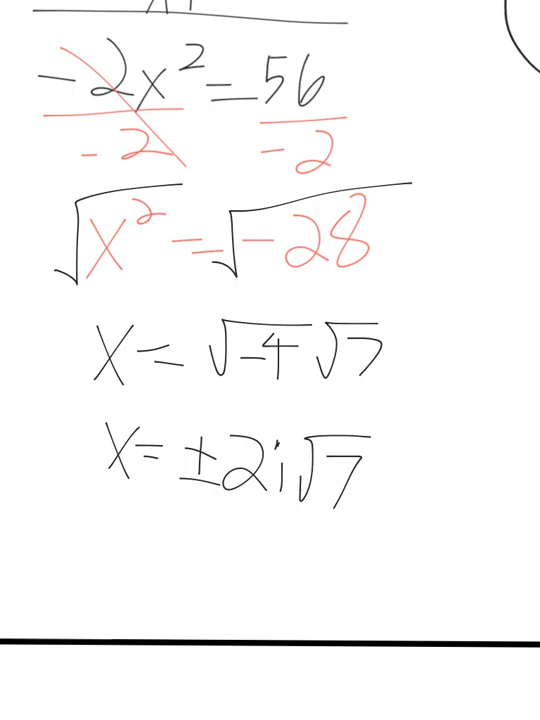 -2x² = 56
-2 -2
√x² = √-28
x = √-4 √7
x = ±2i√7